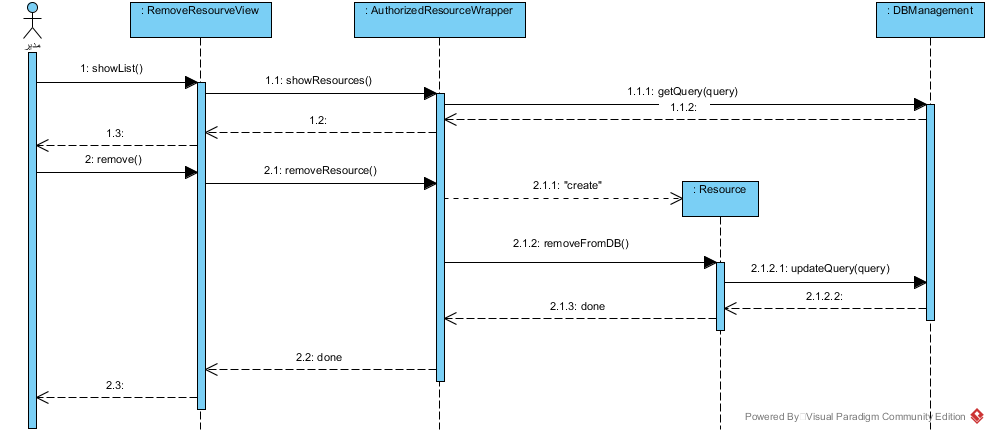 : RemoveResourveView
: AuthorizedResourceWrapper
: DBManagement
مدیر
1: showList()
1.1: showResources()
1.1.1: getQuery(query)
1.1.2:
1.2:
1.3:
2: remove()
2.1: removeResource()
2.1.1: "create"
: Resource
2.1.2: removeFromDB()
2.1.2.1: updateQuery(query)
2.1.2.2:
2.1.3: done
2.2: done
2.3:
Powered By Visual Paradigm Community Edition